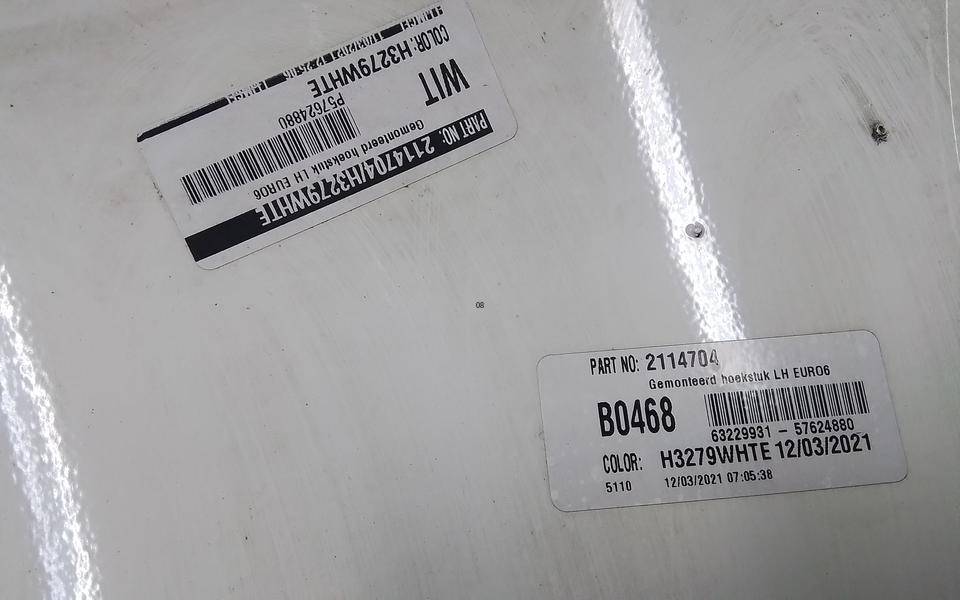 PART NO. 2114704/H3279WHTE
Gemonteerd hoekstuk LH EURO6
P57624880
WIT
COLOR: H3279WHTE
08
PART NO: 2114704
Gemonteerd hoekstuk LH EURO6
B0468
63229931 - 57624880
COLOR: H3279WHTE 12/03/2021
5110 12/03/2021 07:05:38